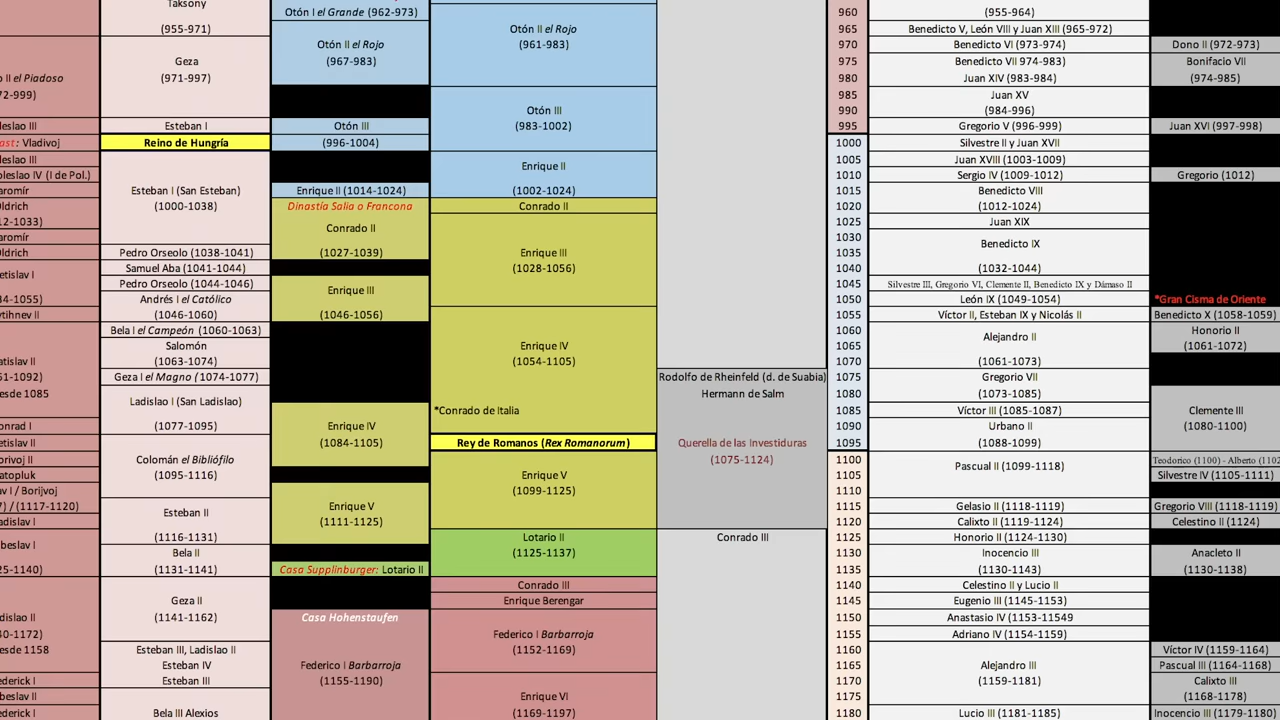 Taksony
(955-971)
Geza
(971-997)
Esteban I
Reino de Hungría
Esteban I (San Esteban)
(1000-1038)
Pedro Orseolo (1038-1041)
Samuel Aba (1041-1044)
Pedro Orseolo (1044-1046)
Andrés I el Católico
(1046-1060)
Bela I el Campeón (1060-1063)
Salomón
(1063-1074)
Geza I el Magno (1074-1077)
Ladislao I (San Ladislao)
(1077-1095)
Colomán el Bibliófilo
(1095-1116)
Esteban II
(1116-1131)
Bela II
(1131-1141)
Geza II
(1141-1162)
Esteban III, Ladislao II
Esteban IV
Esteban III
Bela III Alexios
Otón I el Grande (962-973)
Otón II el Rojo
(967-983)
Otón III
(996-1004)
Enrique II (1014-1024)
Dinastía Salia o Francona
Conrado II
(1027-1039)
Enrique III
(1046-1056)
Enrique IV
(1084-1105)
Enrique V
(1111-1125)
Casa Supplinburger: Lotario II
Casa Hohenstaufen
Federico I Barbarroja
(1155-1190)
Otón II el Rojo
(961-983)
Otón III
(983-1002)
Enrique II
(1002-1024)
Conrado II
Enrique III
(1028-1056)
Enrique IV
(1054-1105)
*Conrado de Italia
Rey de Romanos (Rex Romanorum)
Enrique V
(1099-1125)
Lotario II
(1125-1137)
Conrado III
Enrique Berengar
Federico I Barbarroja
(1152-1169)
Enrique VI
(1169-1197)
Rodolfo de Rheinfeld (d. de Suabia)
Hermann de Salm
Querella de las Investiduras
(1075-1124)
Conrado III
960
965
970
975
980
985
990
995
1000
1005
1010
1015
1020
1025
1030
1035
1040
1045
1050
1055
1060
1065
1070
1075
1080
1085
1090
1095
1100
1105
1110
1115
1120
1125
1130
1135
1140
1145
1150
1155
1160
1165
1170
1175
1180
(955-964)
Benedicto V, León VIII y Juan XIII (965-972)
Benedicto VI (973-974)
Benedicto VII 974-983)
Juan XIV (983-984)
Juan XV
(984-996)
Gregorio V (996-999)
Silvestre II y Juan XVII
Juan XVIII (1003-1009)
Sergio IV (1009-1012)
Benedicto VIII
(1012-1024)
Juan XIX
Benedicto IX
(1032-1044)
Silvestre III, Gregorio VI, Clemente II, Benedicto IX y Dámaso II
León IX (1049-1054)
Víctor II, Esteban IX y Nicolás II
Alejandro II
(1061-1073)
Gregorio VII
(1073-1085)
Víctor III (1085-1087)
Urbano II
(1088-1099)
Pascual II (1099-1118)
Gelasio II (1118-1119)
Calixto II (1119-1124)
Honorio II (1124-1130)
Inocencio III
(1130-1143)
Celestino II y Lucio II
Eugenio III (1145-1153)
Anastasio IV (1153-11549
Adriano IV (1154-1159)
Alejandro III
(1159-1181)
Lucio III (1181-1185)
Dono II (972-973)
Bonifacio VII
(974-985)
Juan XVI (997-998)
Gregorio (1012)
*Gran Cisma de Oriente
Benedicto X (1058-1059)
Honorio II
(1061-1072)
Clemente III
(1080-1100)
Teodorico (1100) - Alberto (1102
Silvestre IV (1105-1111)
Gregorio VIII (1118-1119)
Celestino II (1124)
Anacleto II
(1130-1138)
Víctor IV (1159-1164)
Pascual III (1164-1168)
Calixto III
(1168-1178)
Inocencio III (1179-1180)